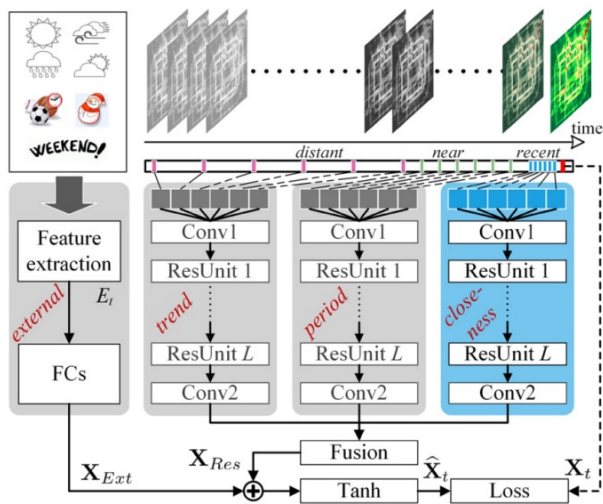 WEEKEND!
time
distant near recent
Feature
extraction
E_t
external
FCs
Conv1
ResUnit 1
trend
ResUnit L
Conv2
Conv1
ResUnit 1
period
ResUnit L
Conv2
Conv1
ResUnit 1
close-
ness
ResUnit L
Conv2
X_Ext
X_Res
Fusion
Tanh
X̂_t
Loss
X_t